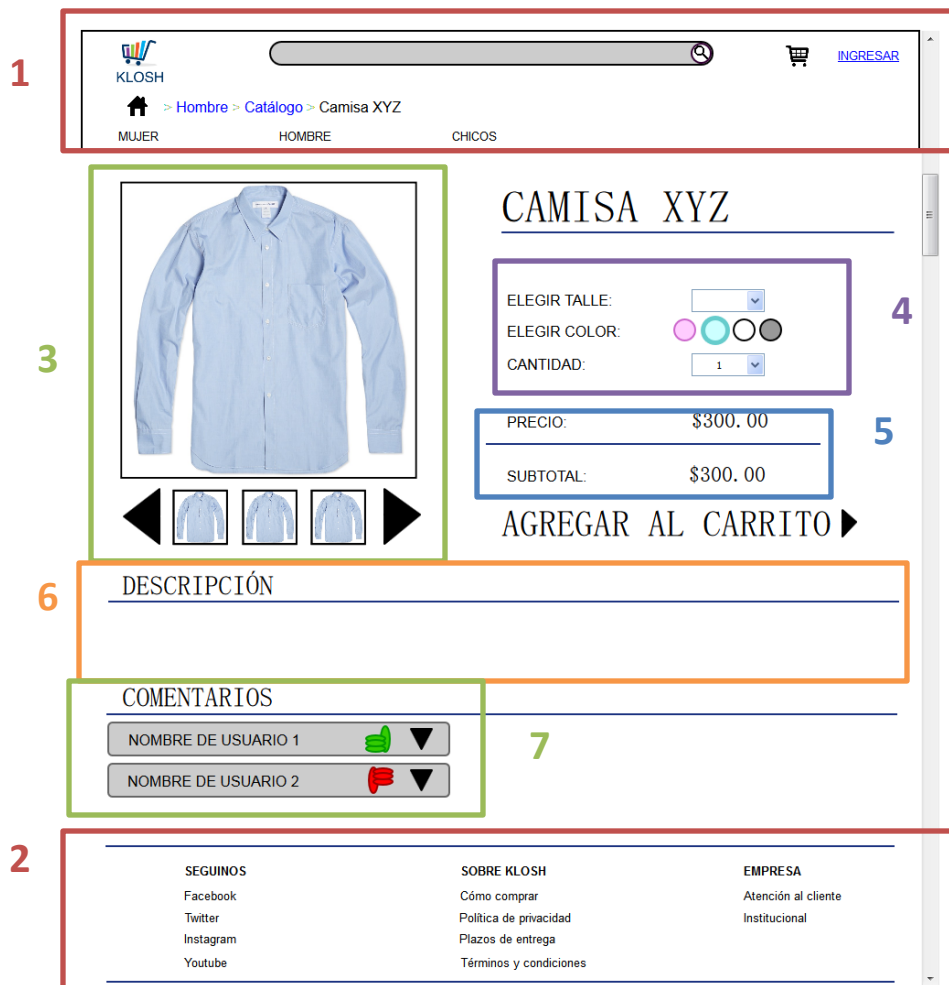 1
KLOSH
INGRESAR
> Hombre > Catálogo > Camisa XYZ
MUJER HOMBRE CHICOS
3
CAMISA XYZ
4
ELEGIR TALLE:
ELEGIR COLOR:
CANTIDAD: 1
5
PRECIO: $300.00
SUBTOTAL: $300.00
AGREGAR AL CARRITO
6
DESCRIPCIÓN
COMENTARIOS
7
NOMBRE DE USUARIO 1
NOMBRE DE USUARIO 2
2
SEGUINOS SOBRE KLOSH EMPRESA
Facebook Cómo comprar Atención al cliente
Twitter Política de privacidad Institucional
Instagram Plazos de entrega
Youtube Términos y condiciones